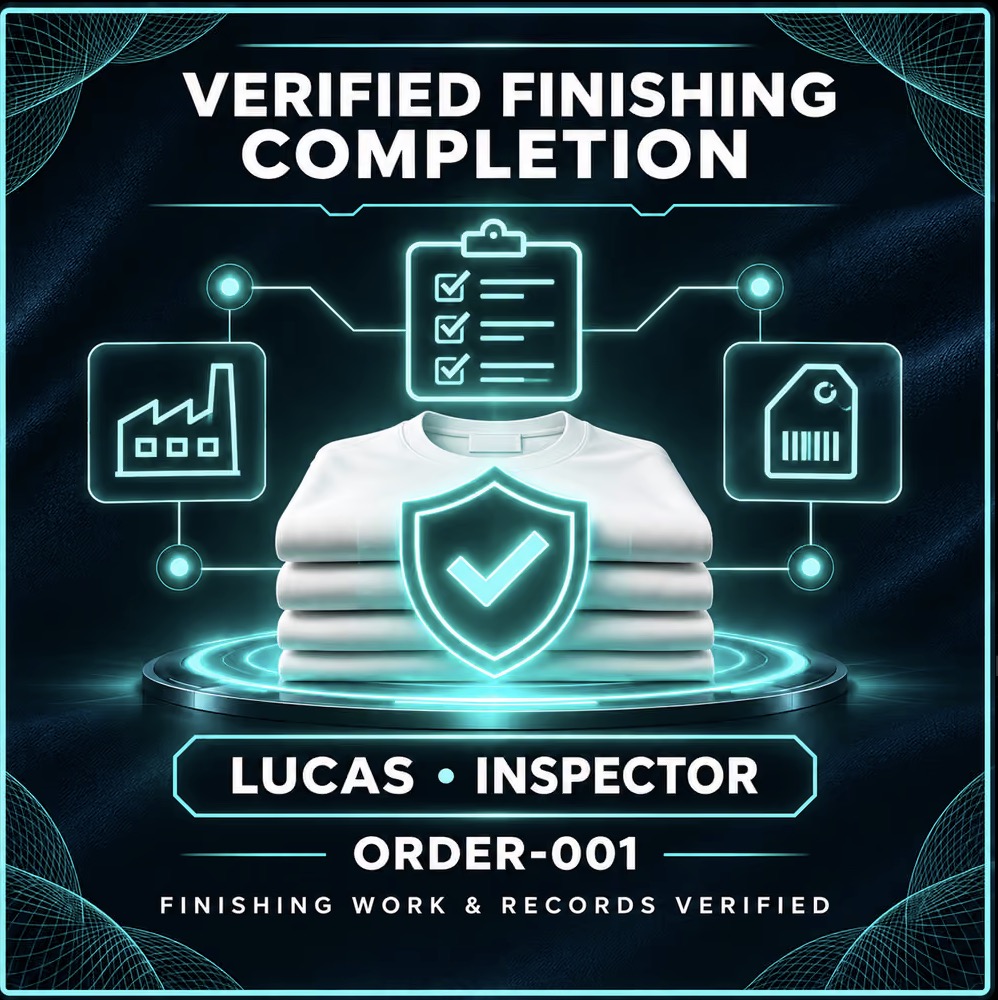 VERIFIED FINISHING
COMPLETION
LUCAS • INSPECTOR
ORDER-001
FINISHING WORK & RECORDS VERIFIED